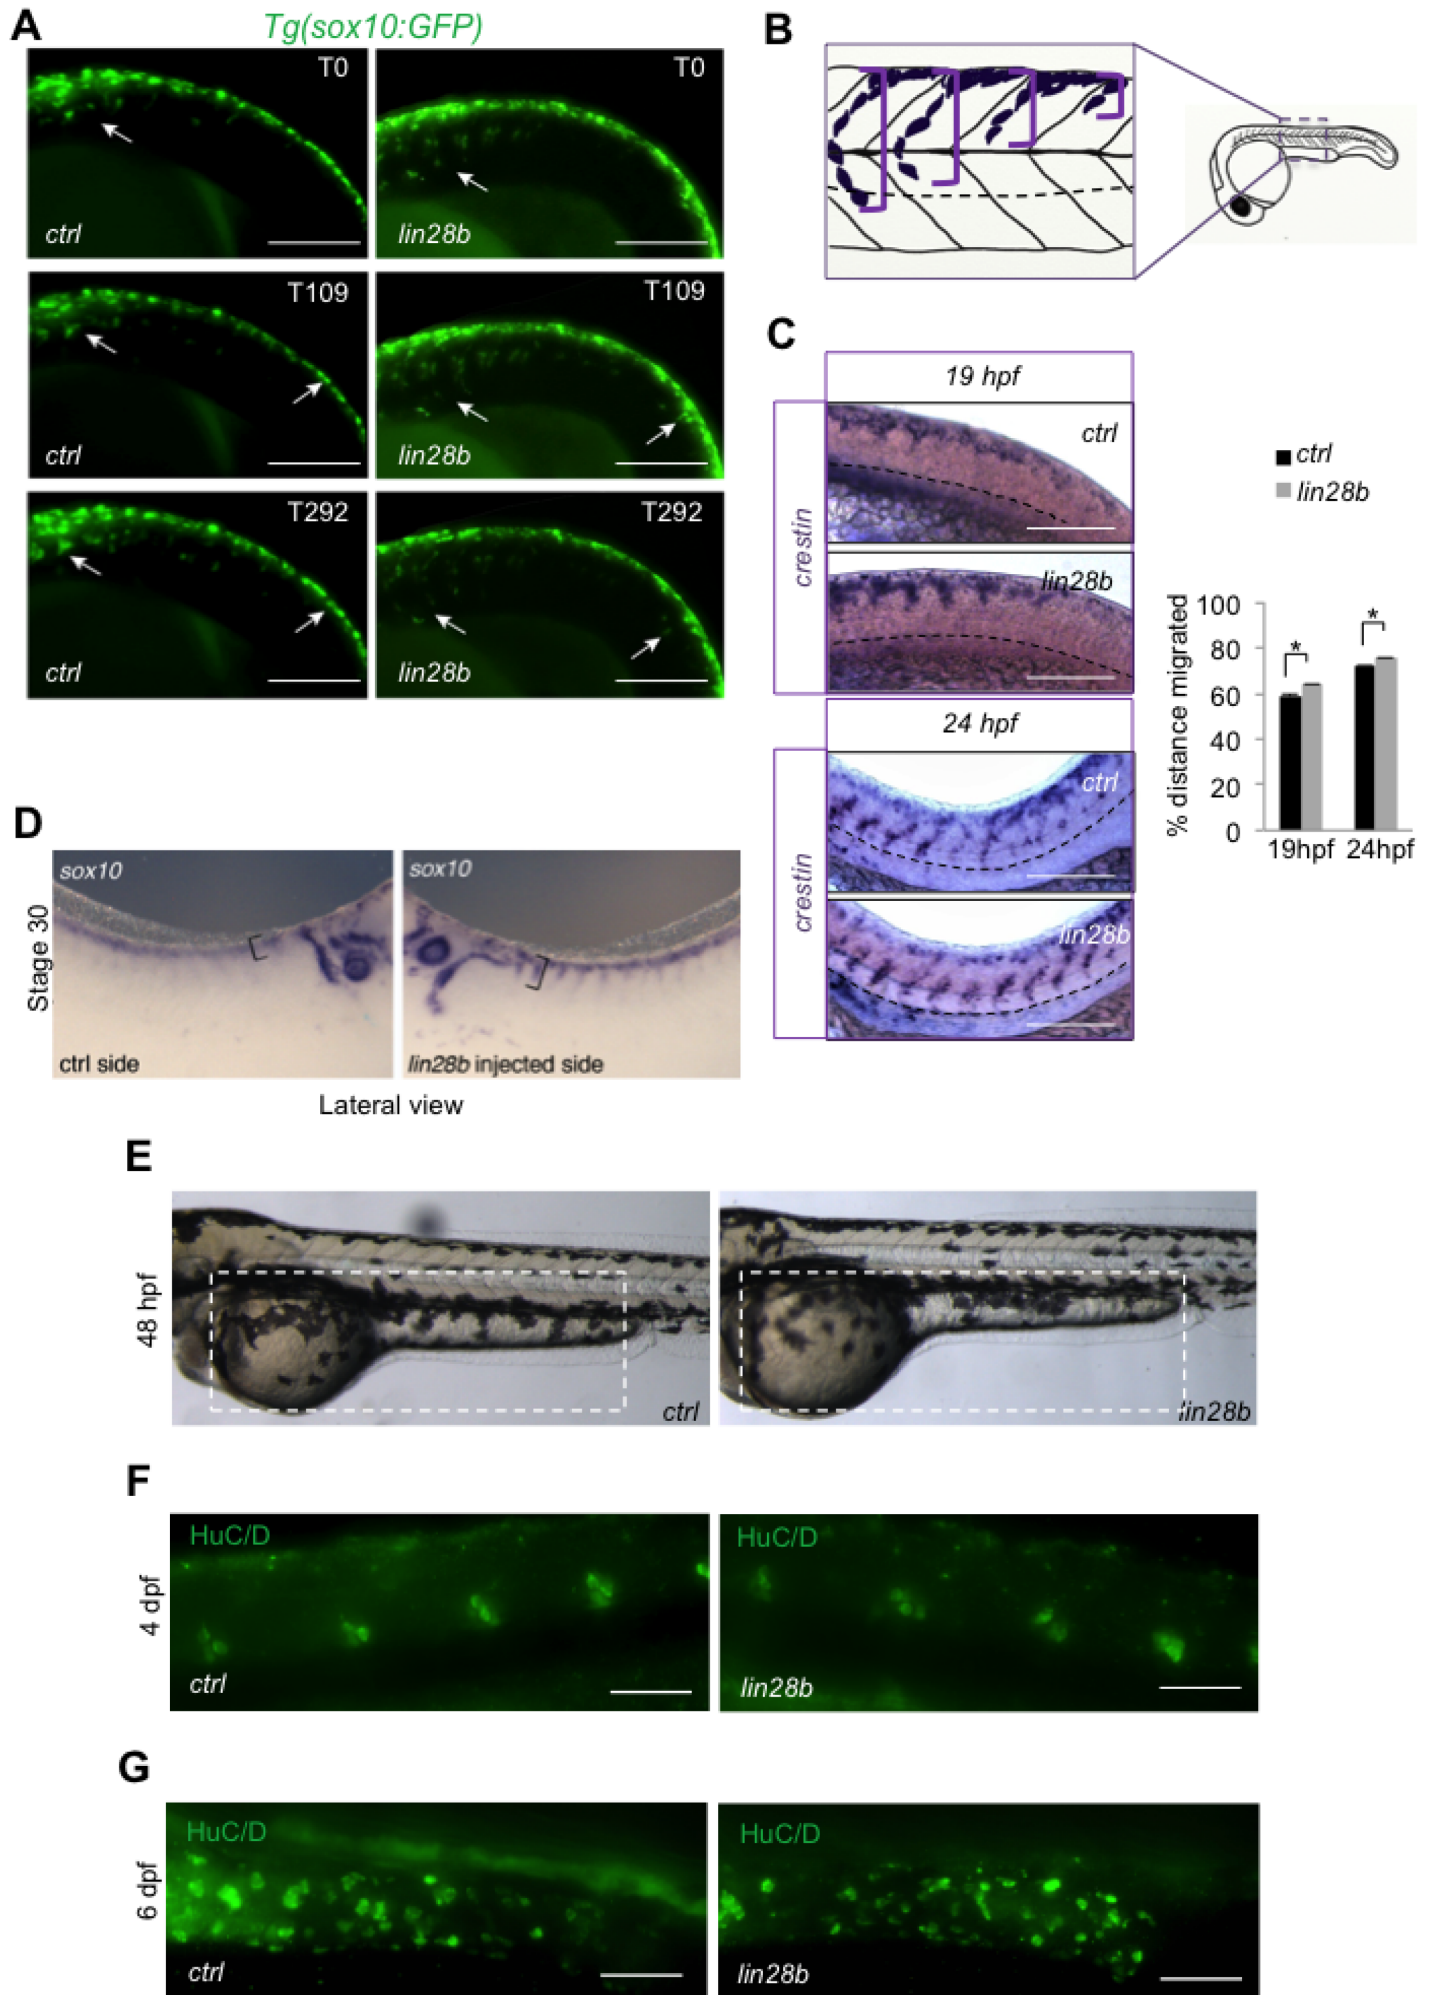 A
Tg(sox10:GFP)
T0
ctrl
T0
lin28b
T109
ctrl
T109
lin28b
T292
ctrl
T292
lin28b
B
C
19 hpf
crestin
ctrl
lin28b
24 hpf
crestin
ctrl
lin28b
ctrl
lin28b
% distance migrated
100
80
60
40
20
0
*
*
19hpf 24hpf
D
Stage 30
sox10
ctrl side
sox10
lin28b injected side
Lateral view
E
48 hpf
ctrl
lin28b
F
4 dpf
HuC/D
ctrl
HuC/D
lin28b
G
6 dpf
HuC/D
ctrl
HuC/D
lin28b